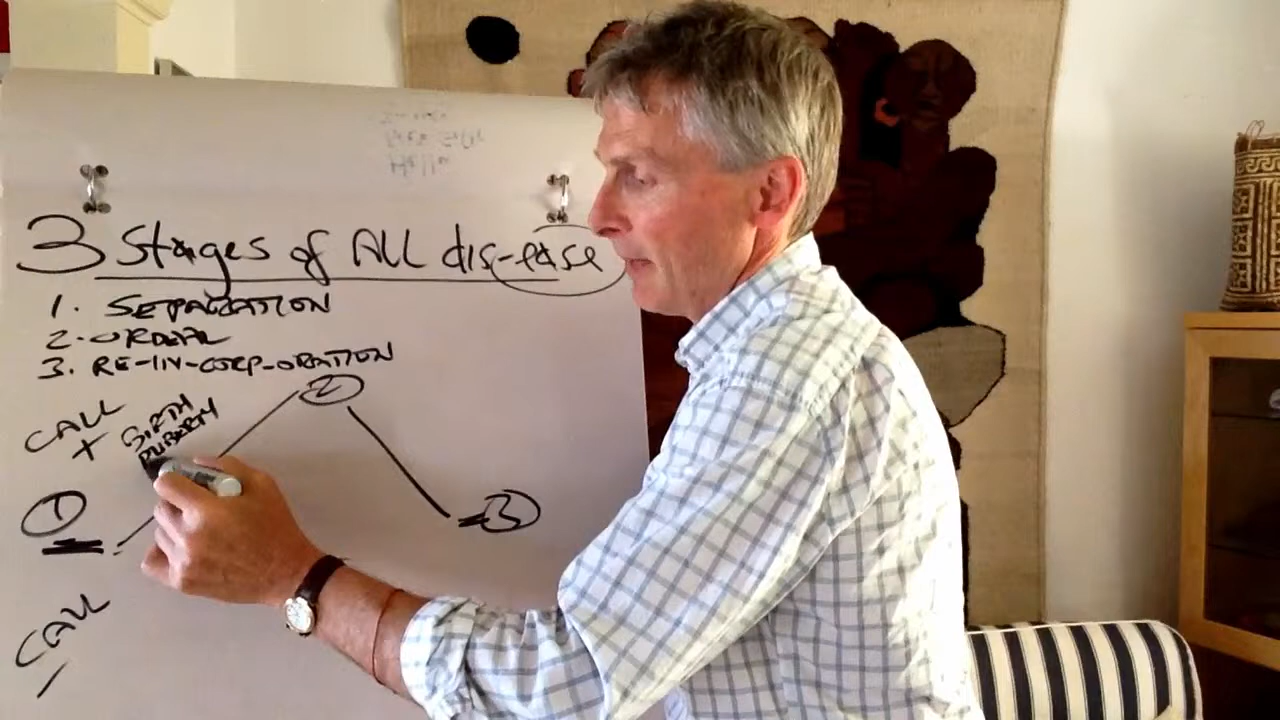 3 Stages of ALL dis-ease
1. SEPARATION
2-ORDEAL
3. RE-IN-CORP-ORATION
CALL
+
BIRTH
PUBERTY
2
1
3
CALL
-